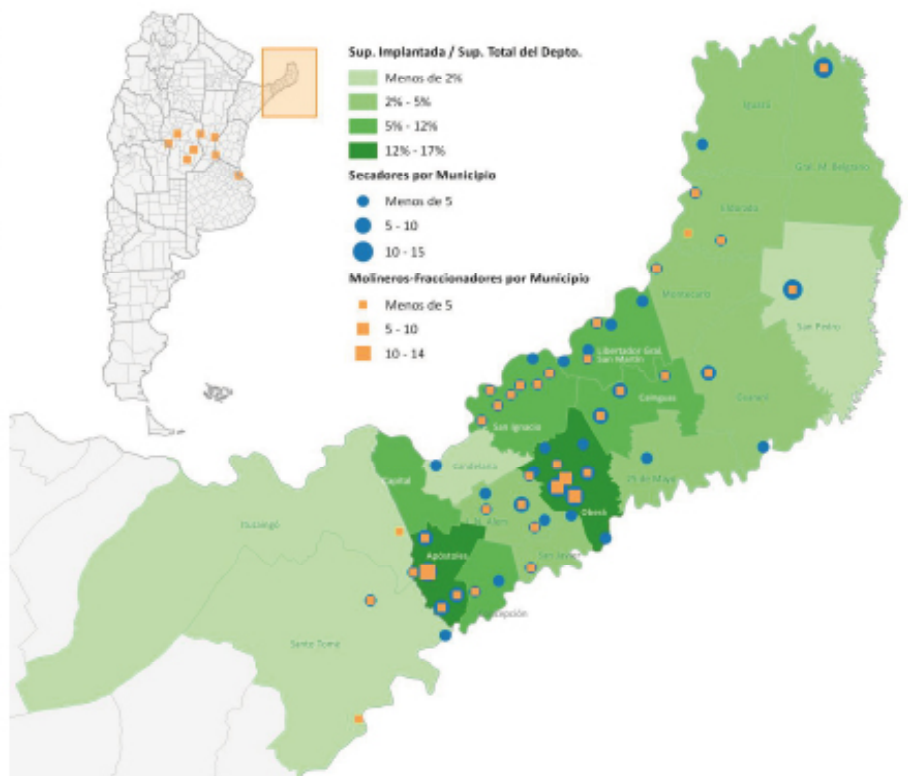 Sup. Implantada / Sup. Total del Depto.
Menos de 2%
2% - 5%
5% - 12%
12% - 17%
Secadores por Municipio
Menos de 5
5 - 10
10 - 15
Molineros-Fraccionadores por Municipio
Menos de 5
5 - 10
10 - 14
Iguazú
Gral. M. Belgrano
Eldorado
Montecarlo
San Pedro
Libertador Gral.
San Martín
Cainguas
Guaraní
San Ignacio
Candelaria
Capital
25 de Mayo
Oberá
L. N. Alem
San Javier
Apóstoles
cepción
Ituzaingó
Santo Tomé